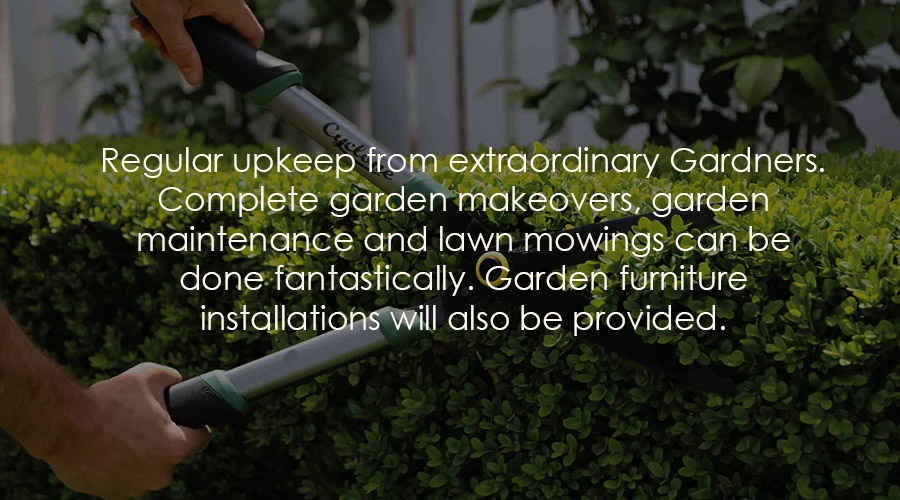 Regular upkeep from extraordinary Gardners.
Complete garden makeovers, garden
maintenance and lawn mowings can be
done fantastically. Garden furniture
installations will also be provided.